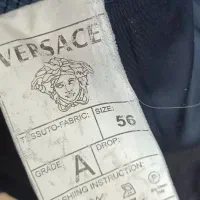 VERSACE
TESSUTO-FABRIC: SIZE:
56
GRADE: DROP:
A
WASHING INSTRUCTION: